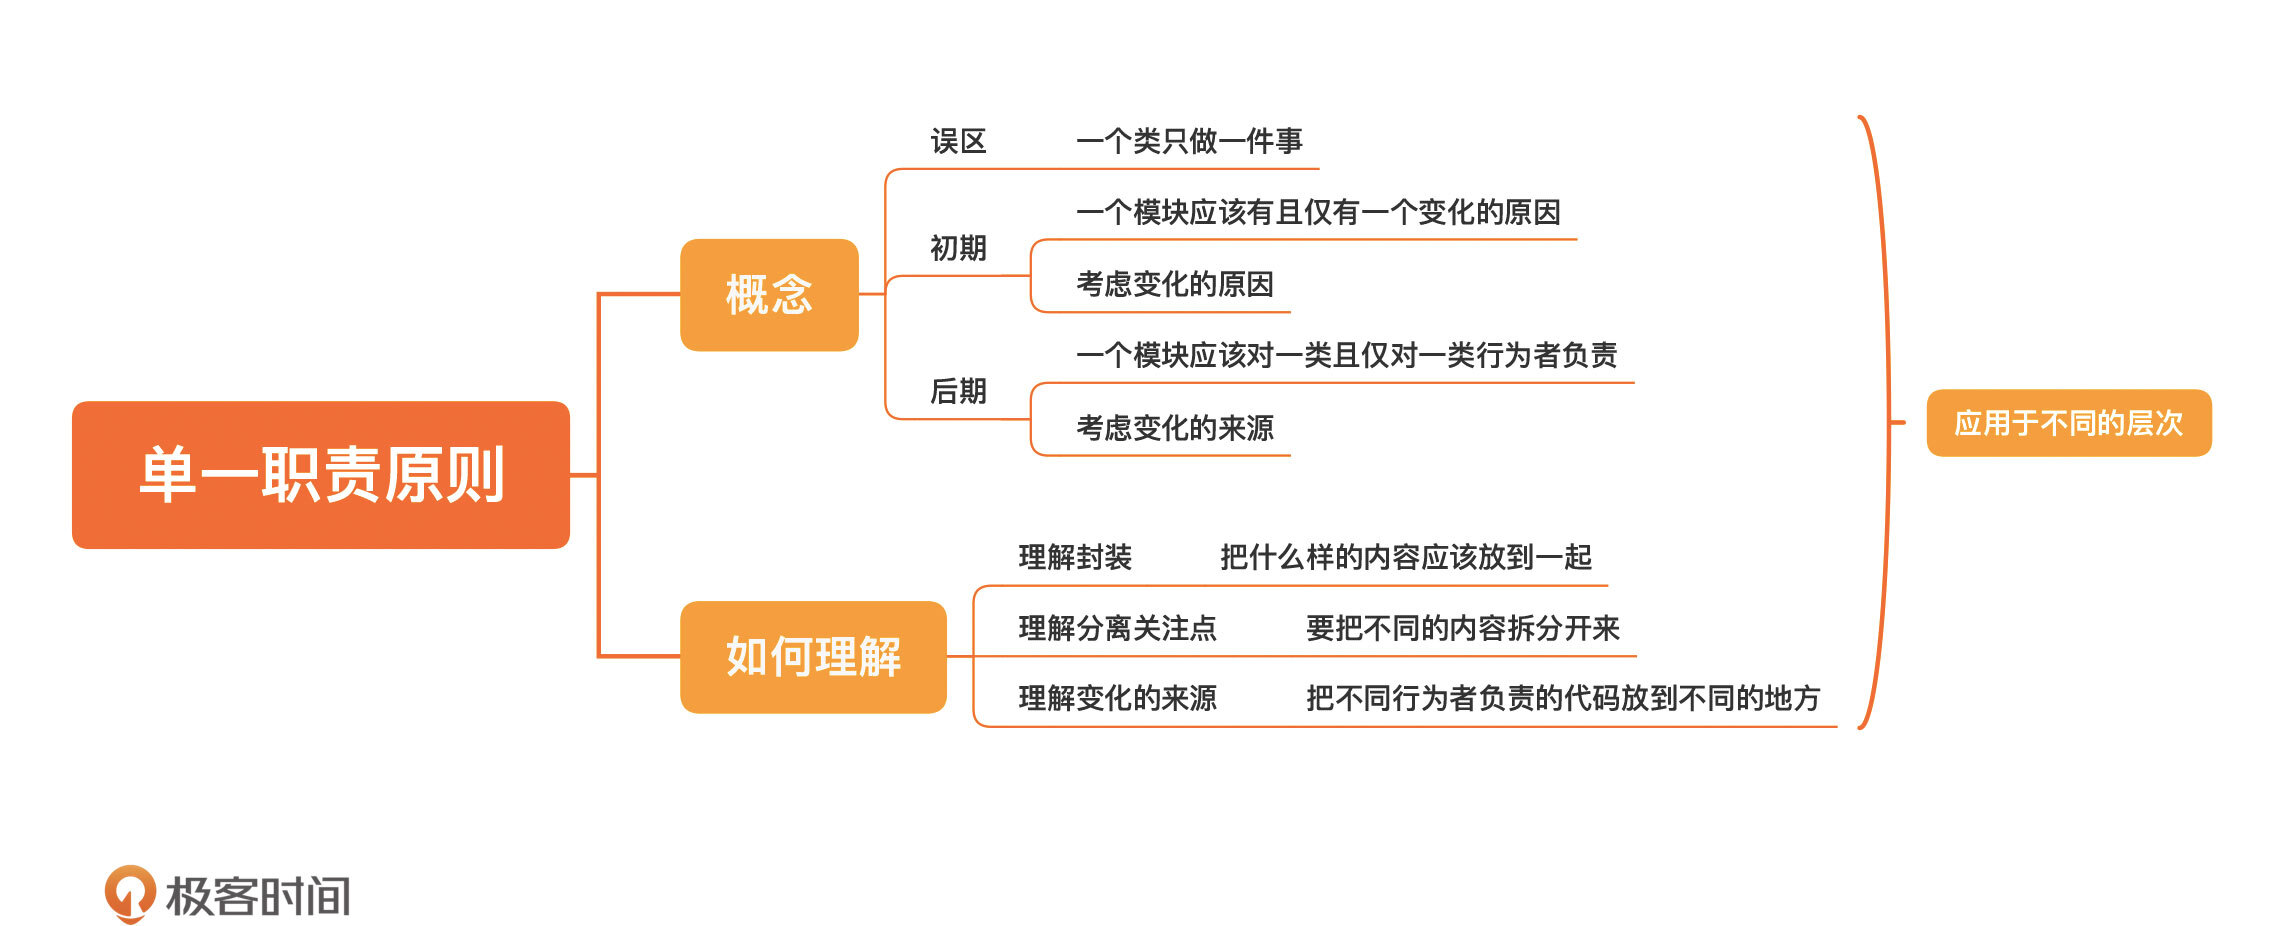 单一职责原则
概念
误区 一个类只做一件事
初期
一个模块应该有且仅有一个变化的原因
考虑变化的原因
后期
一个模块应该对一类且仅对一类行为者负责
考虑变化的来源
如何理解
理解封装 把什么样的内容应该放到一起
理解分离关注点 要把不同的内容拆分开来
理解变化的来源 把不同行为者负责的代码放到不同的地方
应用于不同的层次
极客时间